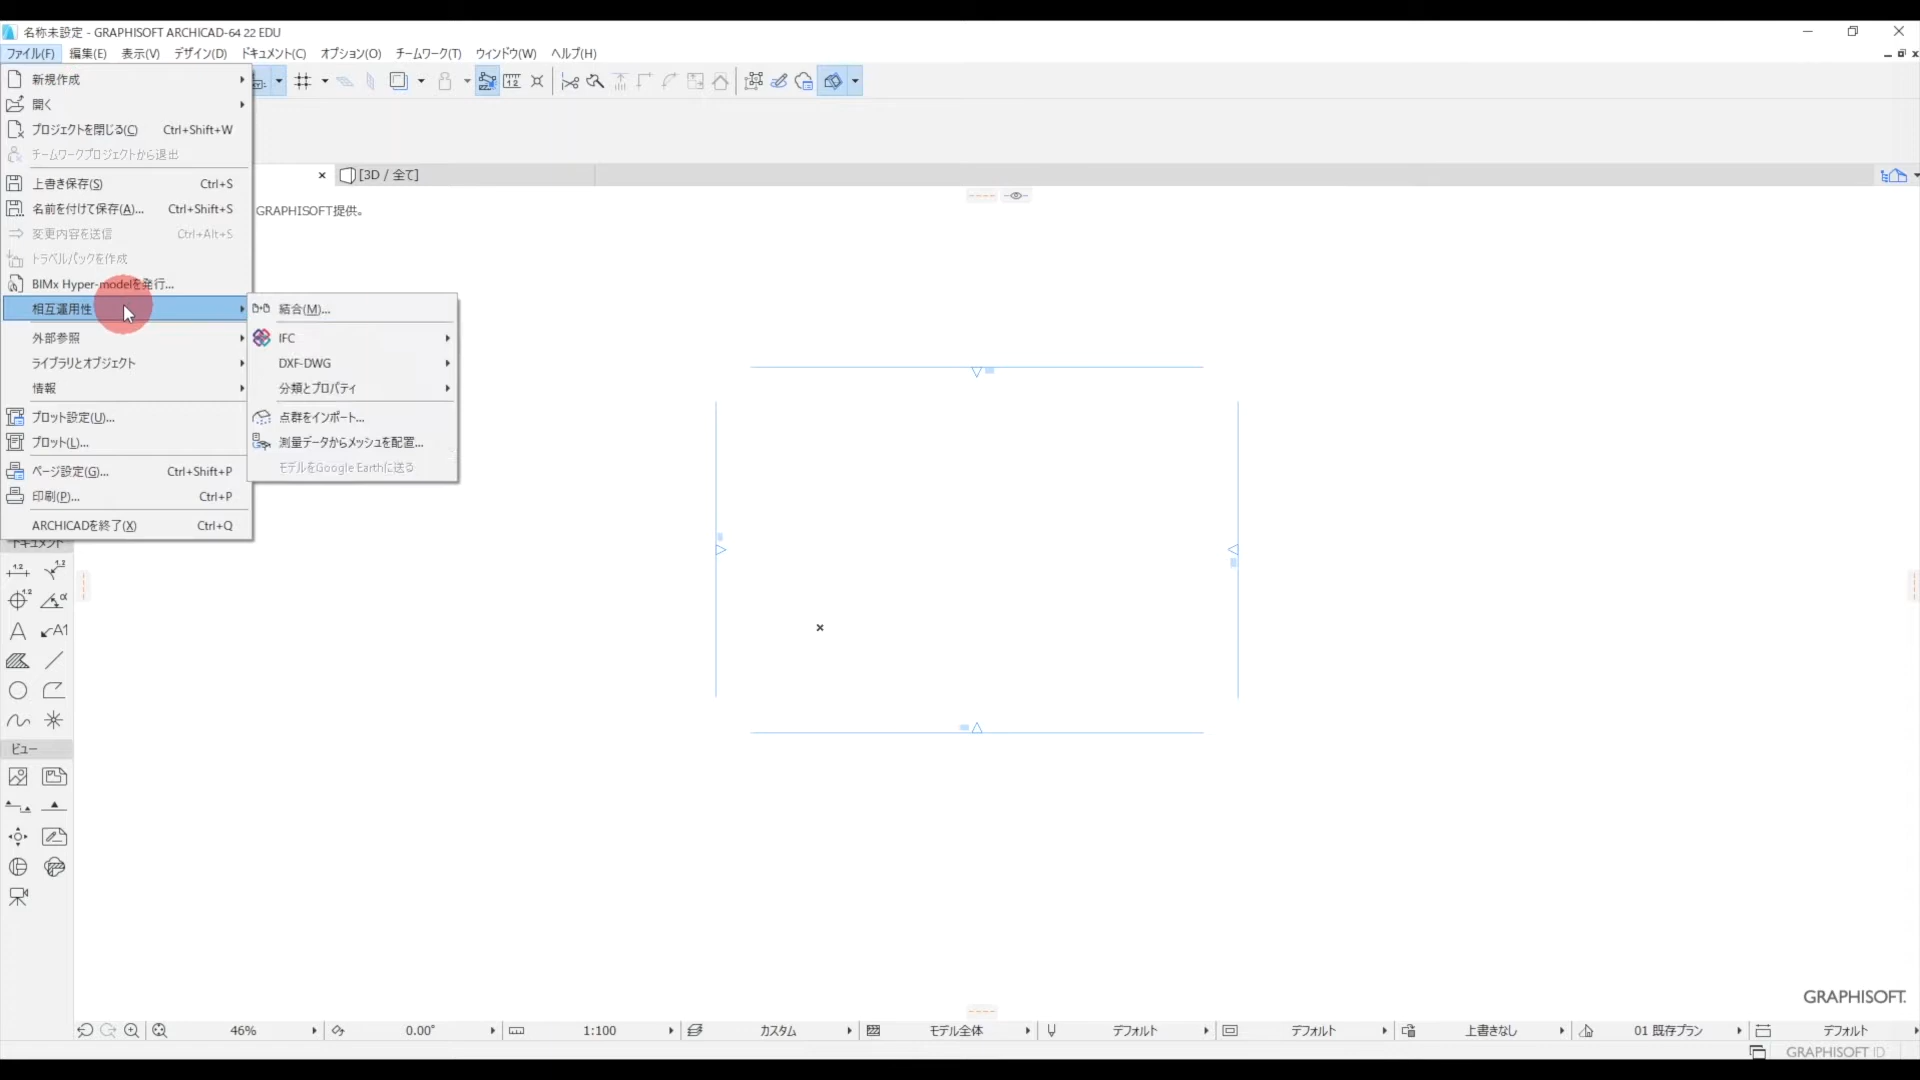 名称未設定 - GRAPHISOFT ARCHICAD-64 22 EDU
ファイル(F) 編集(E) 表示(V) デザイン(D) ドキュメント(C) オプション(O) チームワーク(T) ウィンドウ(W) ヘルプ(H)
新規作成
開く
プロジェクトを閉じる(C) Ctrl+Shift+W
チームワークプロジェクトから退出
[3D / 全て]
上書き保存(S) Ctrl+S
名前を付けて保存(A)... Ctrl+Shift+S
GRAPHISOFT提供。
変更内容を送信 Ctrl+Alt+S
トラベルパックを作成
BIMx Hyper-modelを発行...
相互運用性
外部参照
ライブラリとオブジェクト
情報
プロット設定(U)...
プロット(L)...
ページ設定(G)... Ctrl+Shift+P
印刷(P)... Ctrl+P
ARCHICADを終了(X) Ctrl+Q
結合(M)...
IFC
DXF-DWG
分類とプロパティ
点群をインポート...
測量データからメッシュを配置...
モデルをGoogle Earthに送る
ドキュメント
ビュー
GRAPHISOFT.
46% 0.00° 1:100 カスタム モデル全体 デフォルト デフォルト 上書きなし 01 既存プラン デフォルト
GRAPHISOFT ID